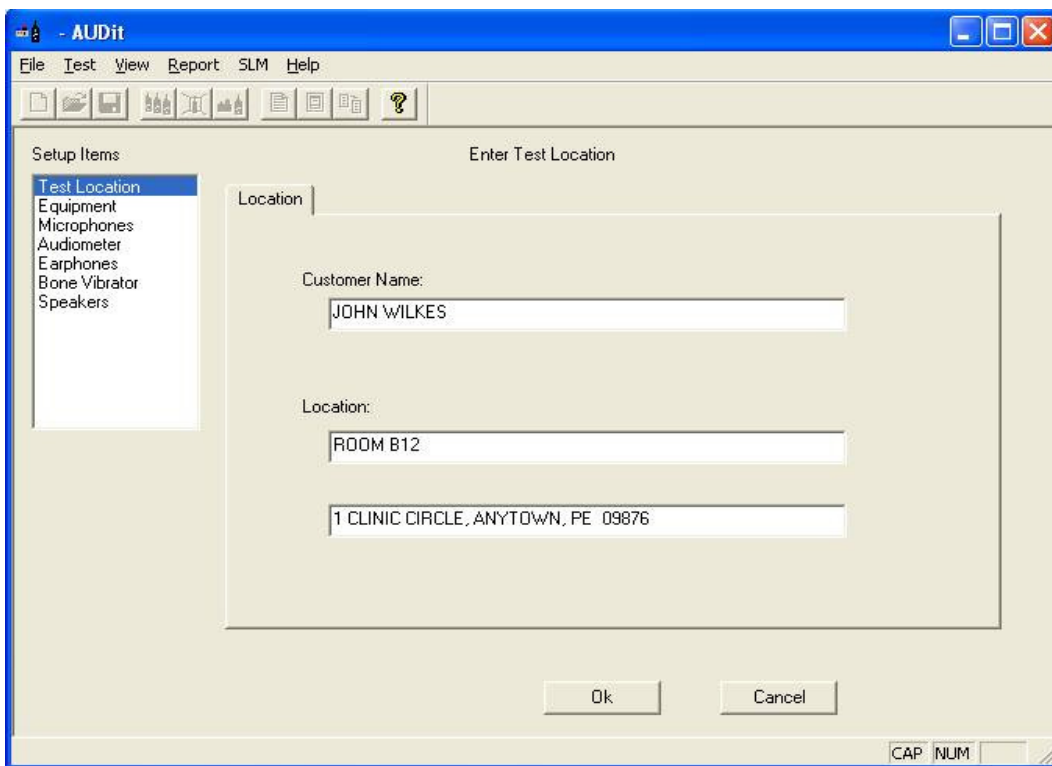 - AUDit
File Test View Report SLM Help
Setup Items
Enter Test Location
Test Location
Equipment
Microphones
Audiometer
Earphones
Bone Vibrator
Speakers
Location
Customer Name:
JOHN WILKES
Location:
ROOM B12
1 CLINIC CIRCLE, ANYTOWN, PE  09876
Ok Cancel
CAP NUM